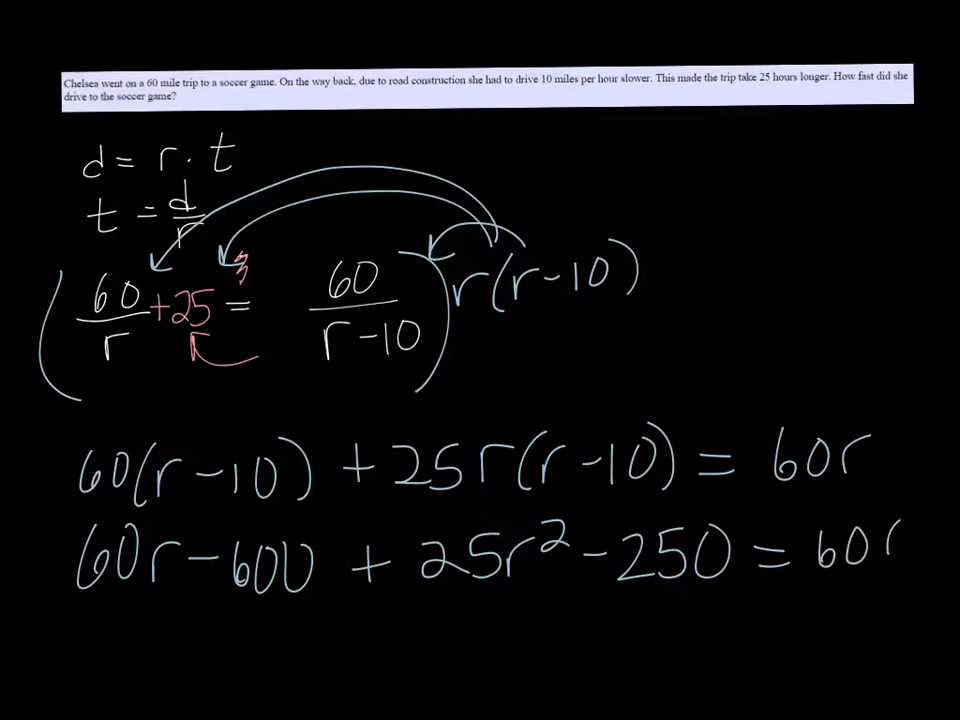 Chelsea went on a 60 mile trip to a soccer game. On the way back, due to road construction she had to drive 10 miles per hour slower. This made the trip take 25 hours longer. How fast did she
drive to the soccer game?
d = r · t
t = d/r
(60/r + 25 = 60/(r-10)) r(r-10)
60(r-10) + 25r(r-10) = 60r
60r - 600 + 25r² - 250 = 60r